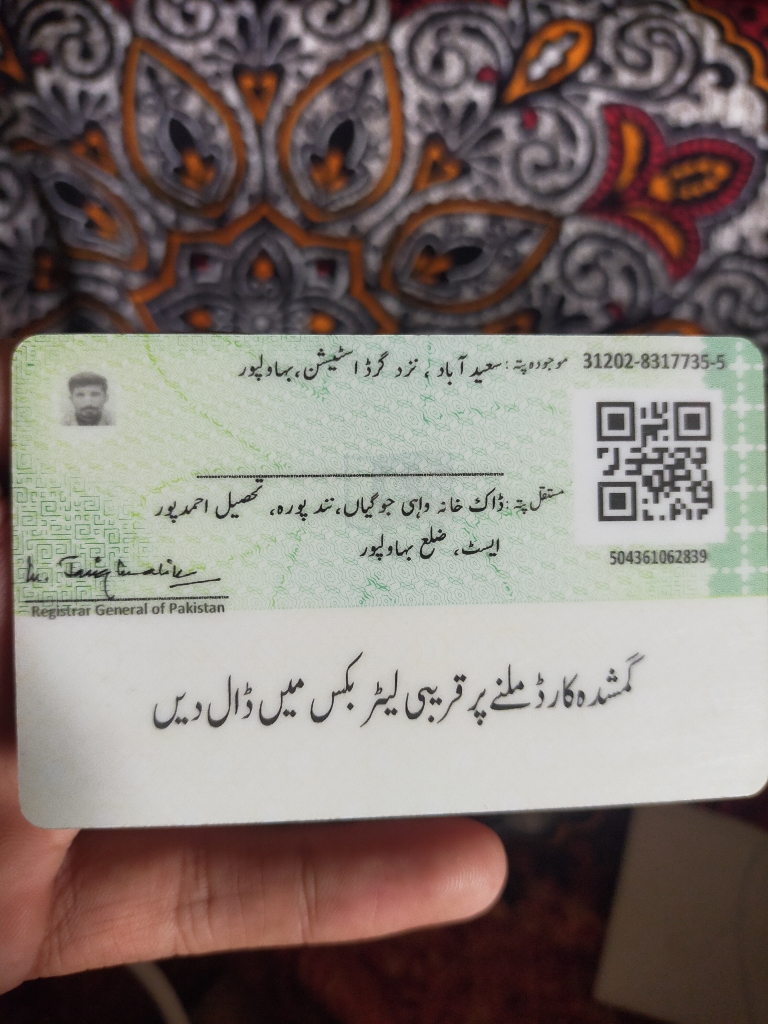 31202-8317735-5 موجودہ پتہ: سعید آباد، نزد گرڈ اسٹیشن، بہاولپور
مستقل پتہ: ڈاک خانہ واہی جوگیاں، نند پورہ، تحصیل احمدپور
ایسٹ، ضلع بہاولپور
504361062839
Registrar General of Pakistan
گمشدہ کارڈ ملنے پر قریبی لیٹر بکس میں ڈال دیں